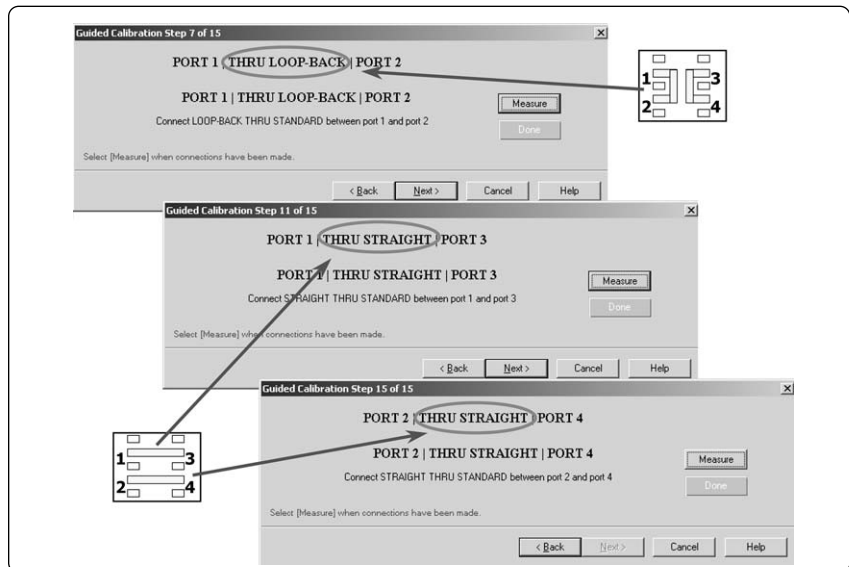 Guided Calibration Step 7 of 15
PORT 1 | THRU LOOP-BACK | PORT 2
PORT 1 | THRU LOOP-BACK | PORT 2
Connect LOOP-BACK THRU STANDARD between port 1 and port 2
Measure
Done
Select [Measure] when connections have been made.
< Back Next > Cancel Help
1 3
2 4
Guided Calibration Step 11 of 15
PORT 1 | THRU STRAIGHT | PORT 3
PORT 1 | THRU STRAIGHT | PORT 3
Connect STRAIGHT THRU STANDARD between port 1 and port 3
Measure
Done
Select [Measure] when connections have been made.
< Back Next > Cancel Help
Guided Calibration Step 15 of 15
PORT 2 | THRU STRAIGHT | PORT 4
PORT 2 | THRU STRAIGHT | PORT 4
Connect STRAIGHT THRU STANDARD between port 2 and port 4
Measure
Done
Select [Measure] when connections have been made.
< Back Next > Cancel Help
1 3
2 4